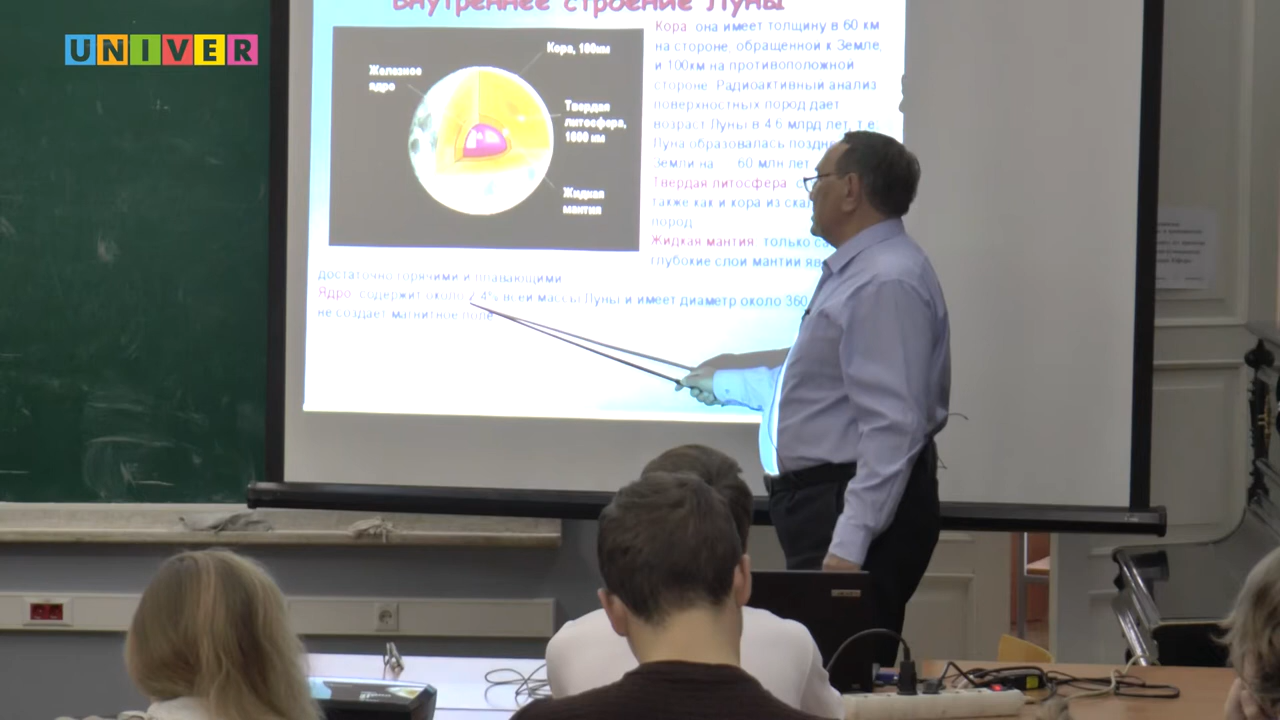 UNIVER
Внутреннее строение Луны
Кора, 100км
Железное
ядро
Твердая
литосфера,
1000 км
Жидкая
мантия
Кора: она имеет толщину в 60 км
на стороне, обращенной к Земле,
и 100км на противоположной
стороне. Радиоактивный анализ
поверхностных пород дает
возраст Луны в 4.6 млрд лет, т.е.
Луна образовалась
Земли на 60 млн лет
Твердая литосфера:
также как и кора из
пород.
Жидкая мантия: только
глубокие слои мантии
достаточно горячими и плавающими.
Ядро: содержит около 2-4% всей массы Луны и имеет диаметр около 360
не создает магнитное поле